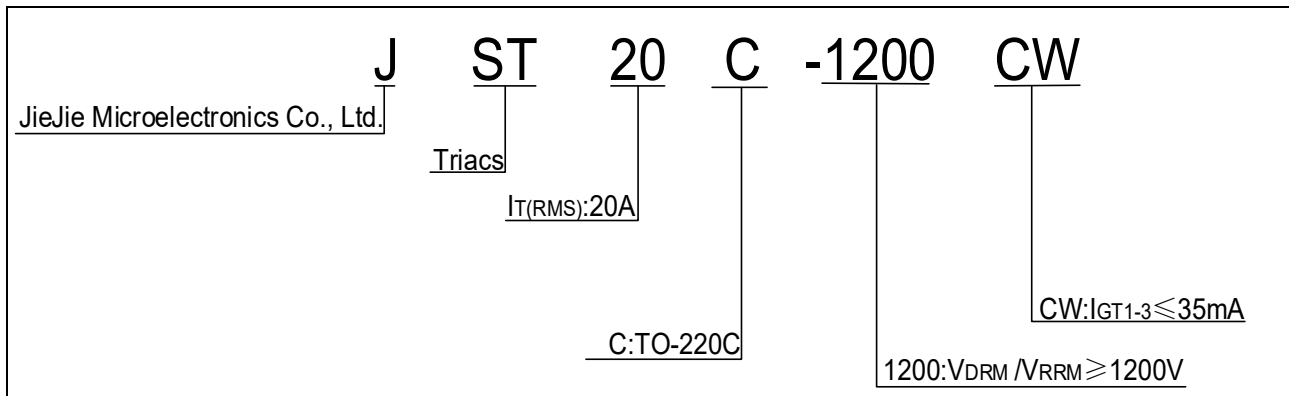 J ST 20 C -1200 CW
JieJie Microelectronics Co., Ltd.
Triacs
IT(RMS):20A
CW:IGT1-3≤35mA
C:TO-220C
1200:VDRM /VRRM≥1200V